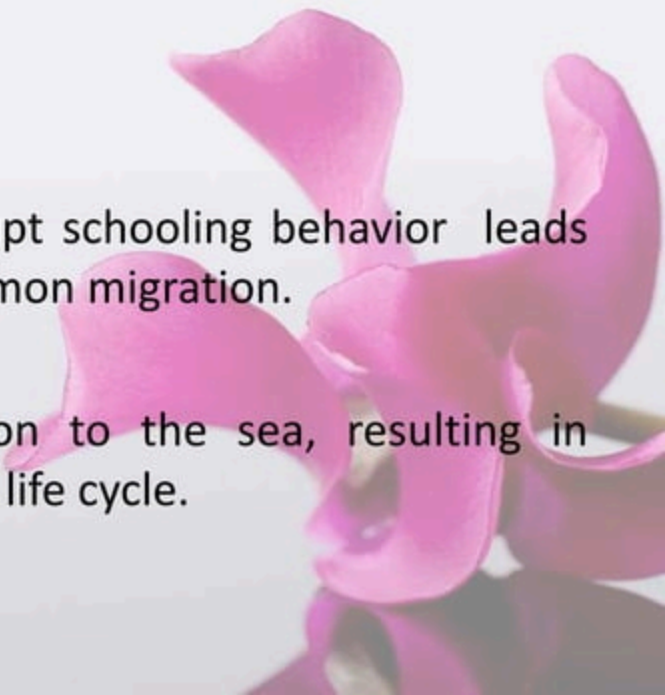 pt schooling behavior leads
mon migration.
on to the sea, resulting in
life cycle.